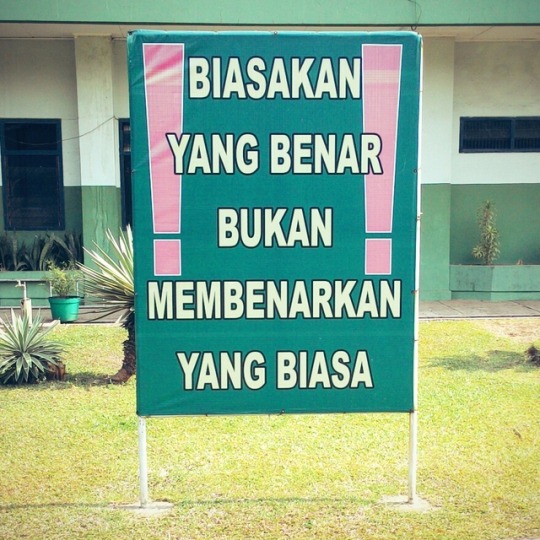 BIASAKAN
YANG BENAR
BUKAN
MEMBENARKAN
YANG BIASA